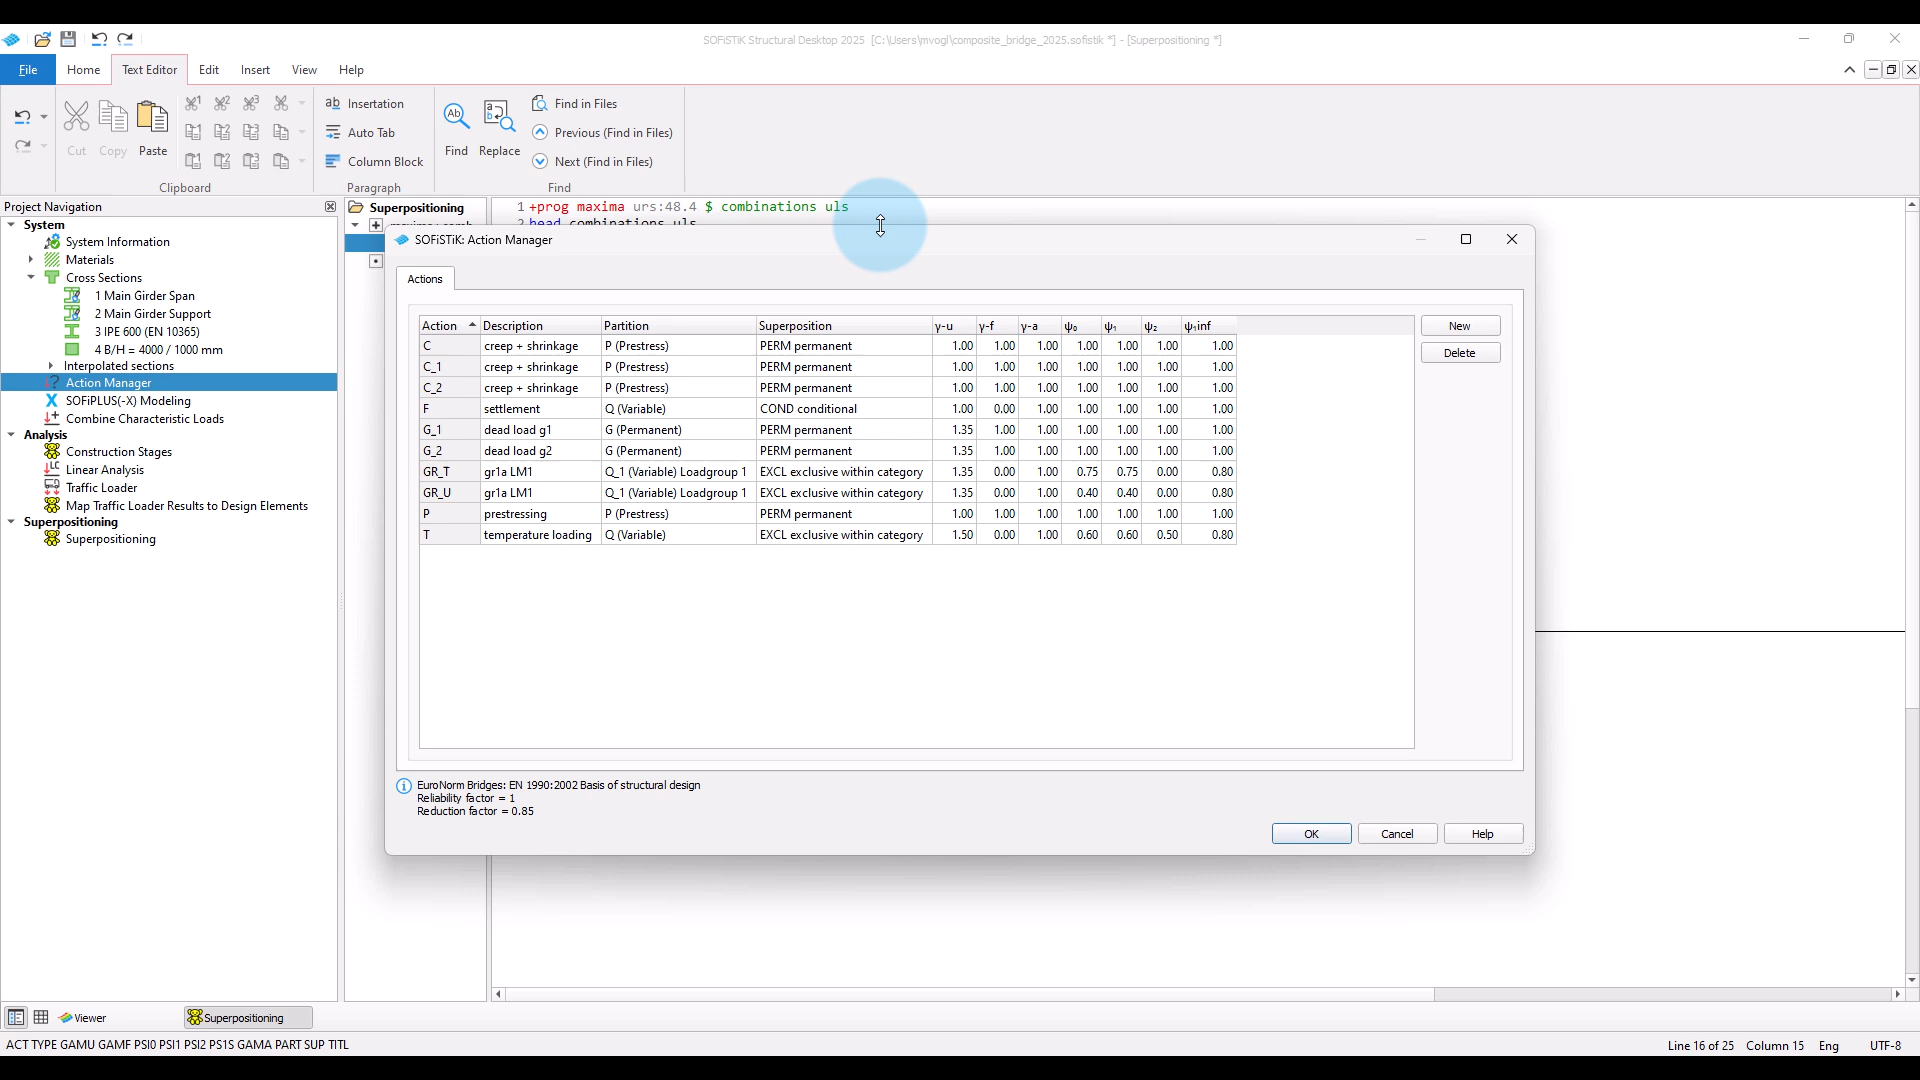 SOFiSTiK Structural Desktop 2025 [C:\Users\mvogl\composite_bridge_2025.sofistik *] - [Superpositioning *]
File Home Text Editor Edit Insert View Help
Cut Copy Paste
Clipboard
ab Insertation
Auto Tab
Column Block
Paragraph
Find Replace
Find in Files
Previous (Find in Files)
Next (Find in Files)
Find
Project Navigation
System
System Information
Materials
Cross Sections
1 Main Girder Span
2 Main Girder Support
3 IPE 600 (EN 10365)
4 B/H = 4000 / 1000 mm
Interpolated sections
Action Manager
SOFiPLUS(-X) Modeling
Combine Characteristic Loads
Analysis
Construction Stages
Linear Analysis
Traffic Loader
Map Traffic Loader Results to Design Elements
Superpositioning
Superpositioning
Superpositioning
1 +prog maxima urs:48.4 $ combinations uls
2 head combinations uls
SOFiSTiK: Action Manager
Actions
Action Description Partition Superposition γ-u γ-f γ-a ψ₀ ψ₁ ψ₂ ψ₁inf
C creep + shrinkage P (Prestress) PERM permanent 1.00 1.00 1.00 1.00 1.00 1.00 1.00
C_1 creep + shrinkage P (Prestress) PERM permanent 1.00 1.00 1.00 1.00 1.00 1.00 1.00
C_2 creep + shrinkage P (Prestress) PERM permanent 1.00 1.00 1.00 1.00 1.00 1.00 1.00
F settlement Q (Variable) COND conditional 1.00 0.00 1.00 1.00 1.00 1.00 1.00
G_1 dead load g1 G (Permanent) PERM permanent 1.35 1.00 1.00 1.00 1.00 1.00 1.00
G_2 dead load g2 G (Permanent) PERM permanent 1.35 1.00 1.00 1.00 1.00 1.00 1.00
GR_T gr1a LM1 Q_1 (Variable) Loadgroup 1 EXCL exclusive within category 1.35 0.00 1.00 0.75 0.75 0.00 0.80
GR_U gr1a LM1 Q_1 (Variable) Loadgroup 1 EXCL exclusive within category 1.35 0.00 1.00 0.40 0.40 0.00 0.80
P prestressing P (Prestress) PERM permanent 1.00 1.00 1.00 1.00 1.00 1.00 1.00
T temperature loading Q (Variable) EXCL exclusive within category 1.50 0.00 1.00 0.60 0.60 0.50 0.80
New
Delete
EuroNorm Bridges: EN 1990:2002 Basis of structural design
Reliability factor = 1
Reduction factor = 0.85
OK Cancel Help
Viewer Superpositioning
ACT TYPE GAMU GAMF PSI0 PSI1 PSI2 PS1S GAMA PART SUP TITL
Line 16 of 25 Column 15 Eng UTF-8